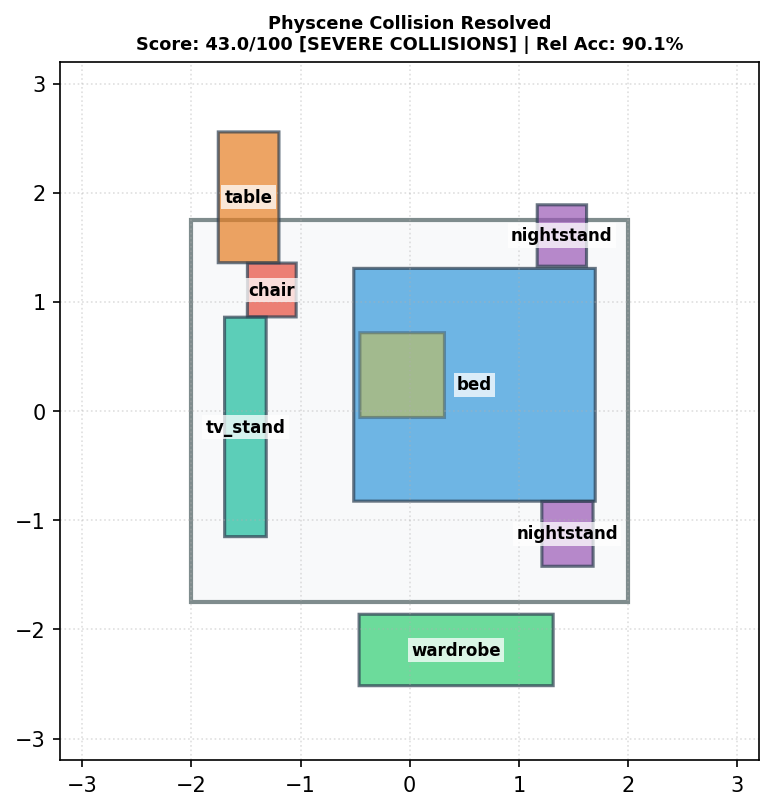 Physcene Collision Resolved
Score: 43.0/100 [SEVERE COLLISIONS] | Rel Acc: 90.1%
3
2
1
0
−1
−2
−3
table
nightstand
chair
bed
tv_stand
nightstand
wardrobe
−3
−2
−1
0
1
2
3